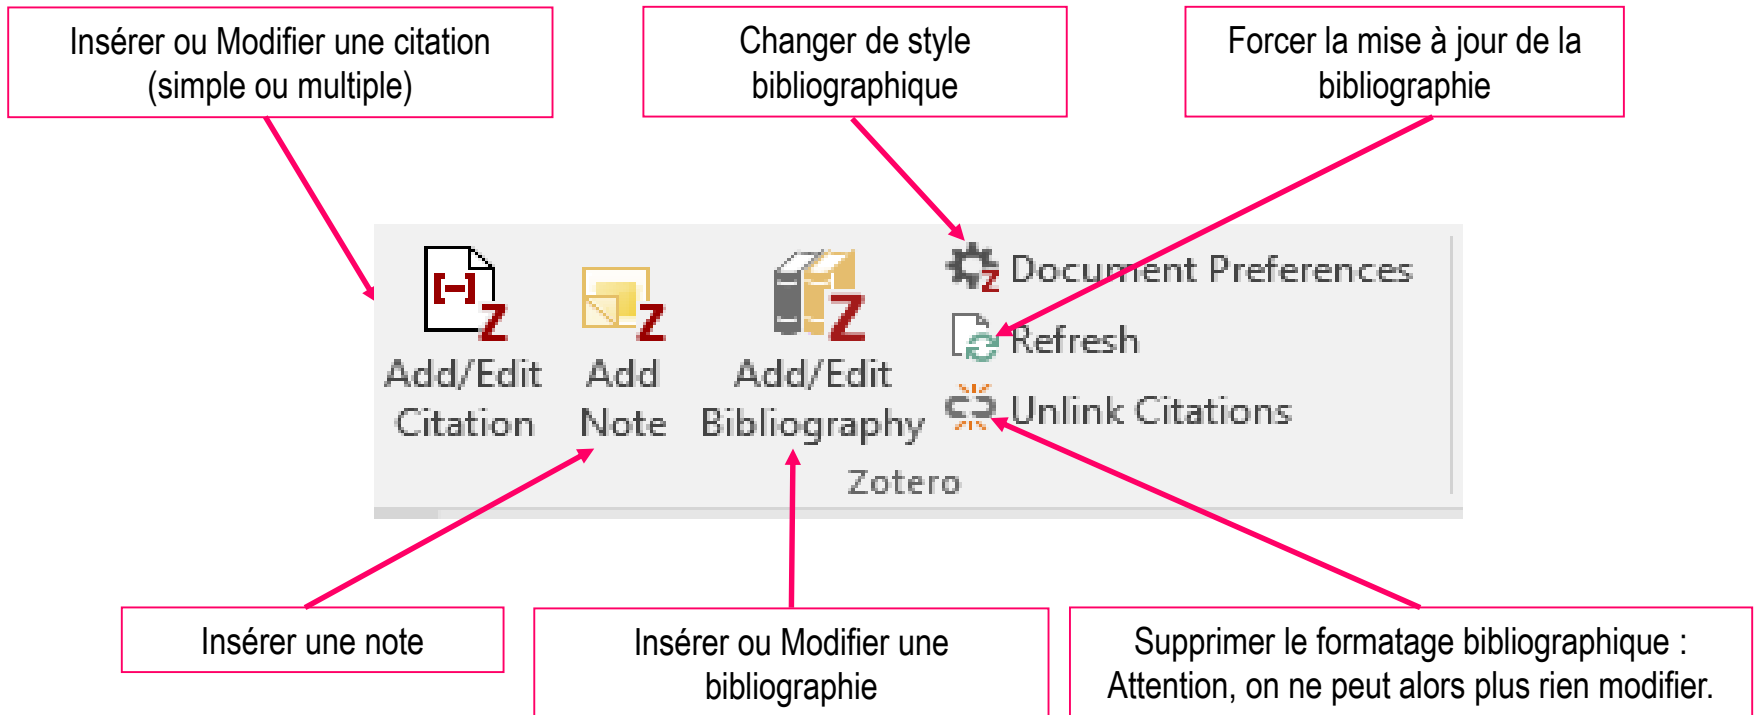 Insérer ou Modifier une citation
(simple ou multiple)
Changer de style
bibliographique
Forcer la mise à jour de la
bibliographie
Add/Edit
Citation
Add
Note
Add/Edit
Bibliography
Document Preferences
Refresh
Unlink Citations
Zotero
Insérer une note
Insérer ou Modifier une
bibliographie
Supprimer le formatage bibliographique :
Attention, on ne peut alors plus rien modifier.